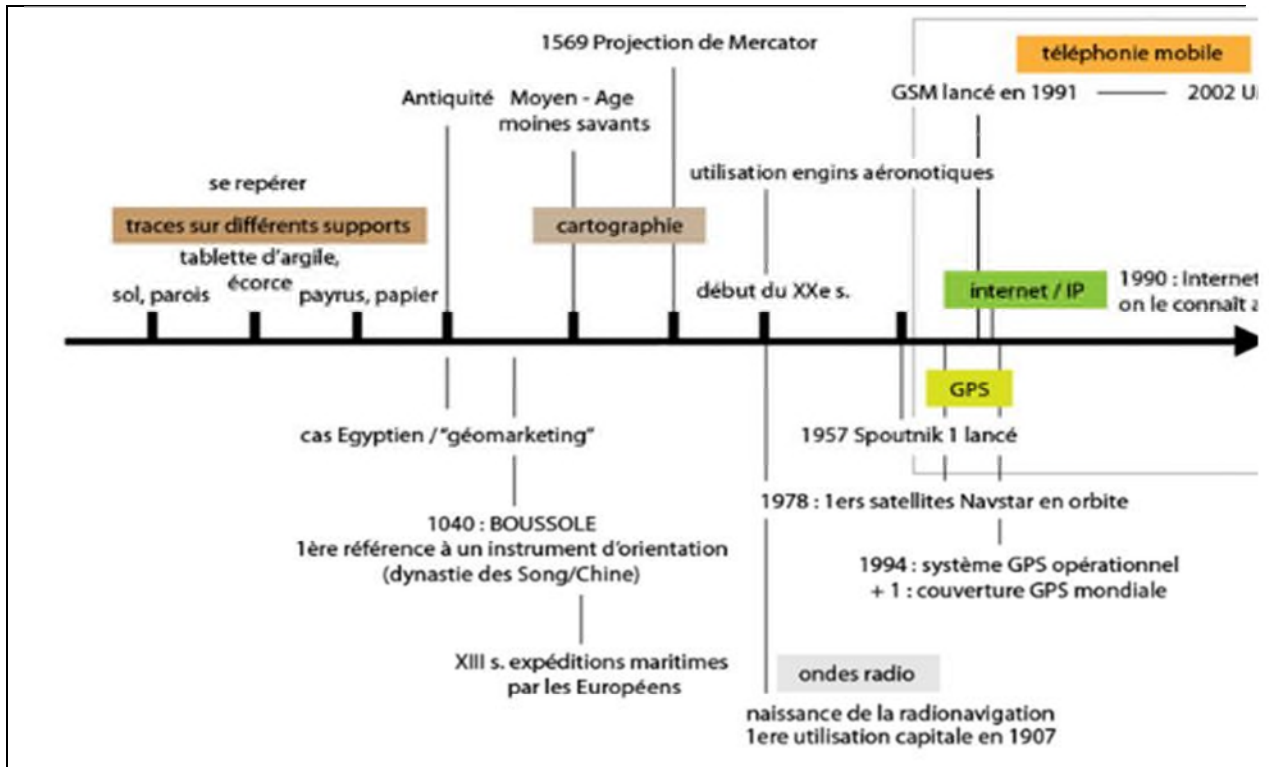 1569 Projection de Mercator
téléphonie mobile
GSM lancé en 1991
2002
Antiquité
Moyen - Age
moines savants
utilisation engins aéronotiques
se repérer
traces sur différents supports
cartographie
tablette d'argile,
écorce
sol, parois
payrus, papier
début du XXe s.
internet / IP
1990 : Internet
on le connaît
GPS
cas Egyptien / "géomarketing"
1957 Spoutnik 1 lancé
1978 : 1ers satellites Navstar en orbite
1040 : BOUSSOLE
1ère référence à un instrument d'orientation
(dynastie des Song/Chine)
1994 : système GPS opérationnel
+ 1 : couverture GPS mondiale
XIII s. expéditions maritimes
par les Européens
ondes radio
naissance de la radionavigation
1ere utilisation capitale en 1907